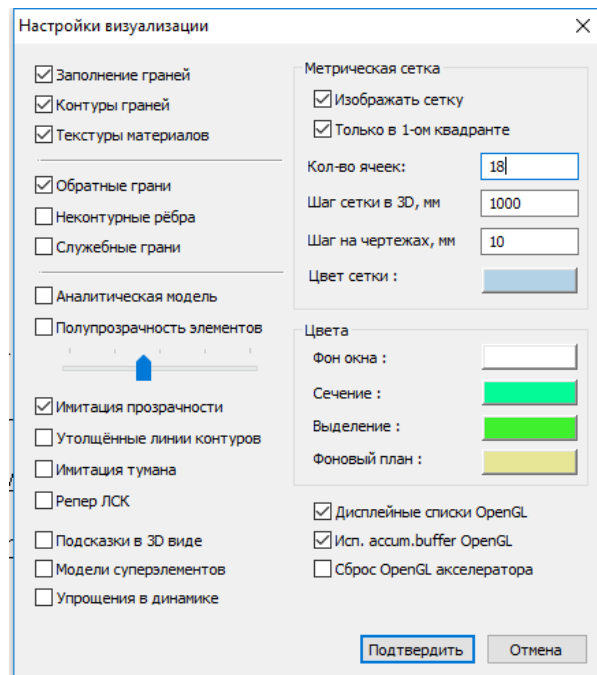 Настройки визуализации
Заполнение граней
Контуры граней
Текстуры материалов
Обратные грани
Неконтурные рёбра
Служебные грани
Аналитическая модель
Полупрозрачность элементов
Имитация прозрачности
Утолщённые линии контуров
Имитация тумана
Репер ЛСК
Подсказки в 3D виде
Модели суперэлементов
Упрощения в динамике
Метрическая сетка
Изображать сетку
Только в 1-ом квадранте
Кол-во ячеек: 18
Шаг сетки в 3D, мм 1000
Шаг на чертежах, мм 10
Цвет сетки :
Цвета
Фон окна :
Сечение :
Выделение :
Фоновый план :
Дисплейные списки OpenGL
Исп. accum.buffer OpenGL
Сброс OpenGL акселератора
Подтвердить Отмена